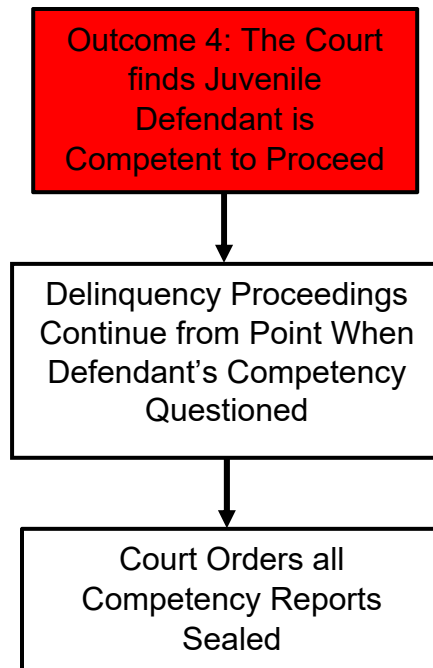 Outcome 4: The Court
finds Juvenile
Defendant is
Competent to Proceed
Delinquency Proceedings
Continue from Point When
Defendant’s Competency
Questioned
Court Orders all
Competency Reports
Sealed